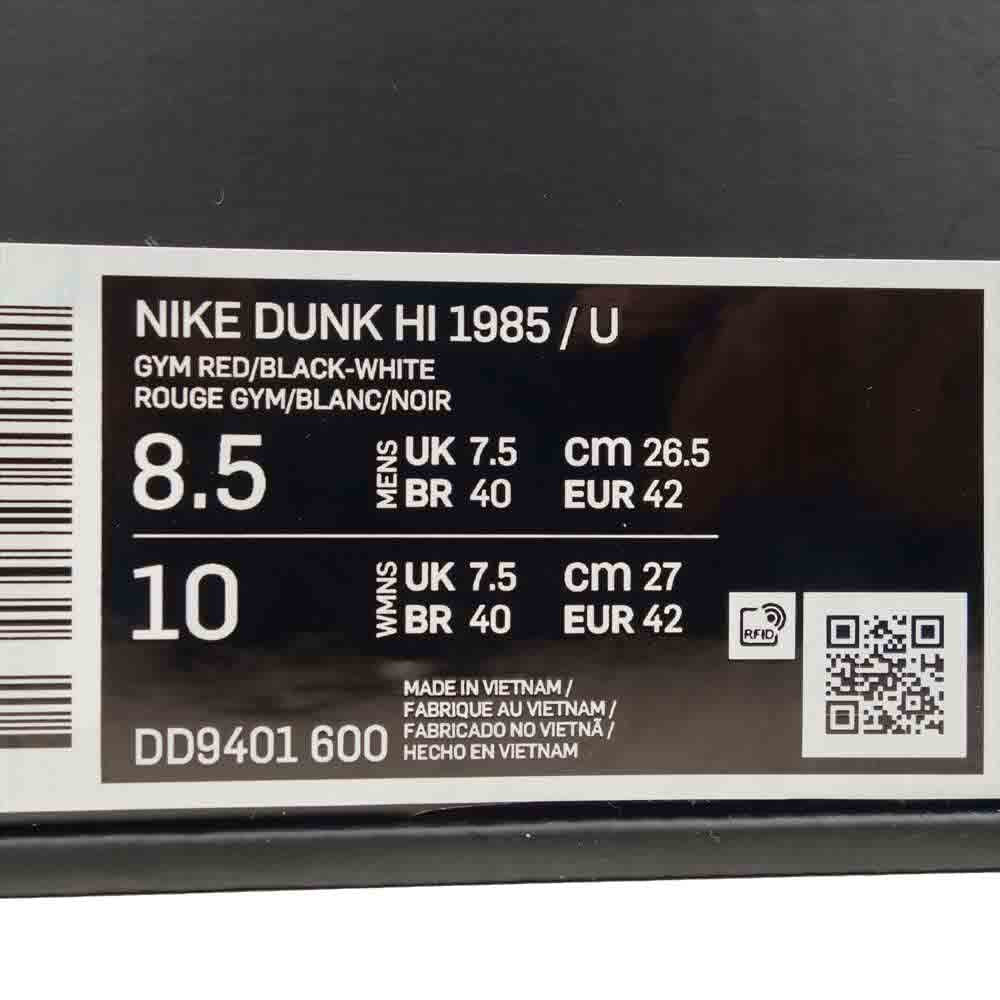 NIKE DUNK HI 1985 / U
GYM RED/BLACK-WHITE
ROUGE GYM/BLANC/NOIR
8.5 MENS UK 7.5 cm 26.5
BR 40 EUR 42
10 WMNS UK 7.5 cm 27
BR 40 EUR 42
RFID
DD9401 600
MADE IN VIETNAM /
FABRIQUE AU VIETNAM /
FABRICADO NO VIETNÃ /
HECHO EN VIETNAM